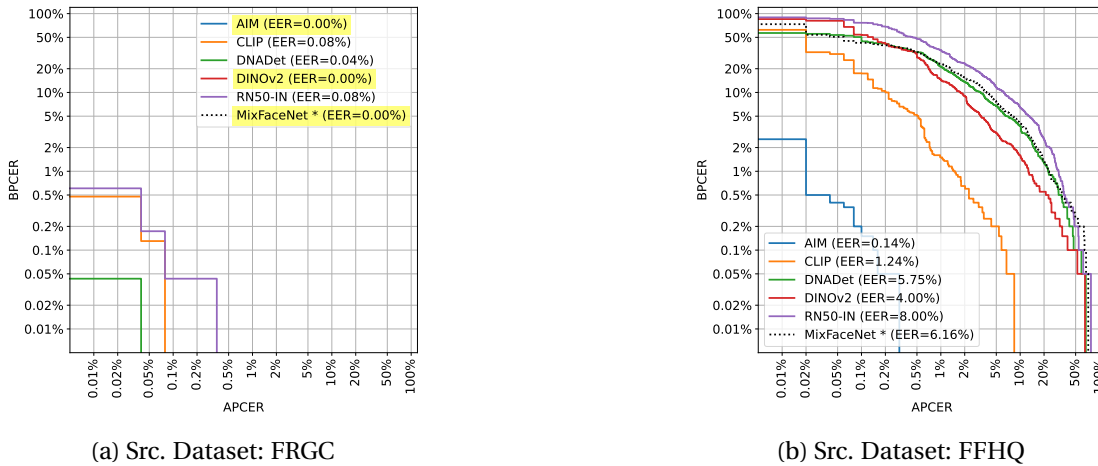 100%
50%
20%
10%
5%
2%
1%
0.5%
0.2%
0.1%
0.05%
0.02%
0.01%
BPCER
AIM (EER=0.00%)
CLIP (EER=0.08%)
DNADet (EER=0.04%)
DINOv2 (EER=0.00%)
RN50-IN (EER=0.08%)
MixFaceNet * (EER=0.00%)
0.01% 0.02% 0.05% 0.1% 0.2% 0.5% 1% 2% 5% 10% 20% 50% 100%
APCER
(a) Src. Dataset: FRGC
100%
50%
20%
10%
5%
2%
1%
0.5%
0.2%
0.1%
0.05%
0.02%
0.01%
BPCER
AIM (EER=0.14%)
CLIP (EER=1.24%)
DNADet (EER=5.75%)
DINOv2 (EER=4.00%)
RN50-IN (EER=8.00%)
MixFaceNet * (EER=6.16%)
0.01% 0.02% 0.05% 0.1% 0.2% 0.5% 1% 2% 5% 10% 20% 50% 100%
APCER
(b) Src. Dataset: FFHQ